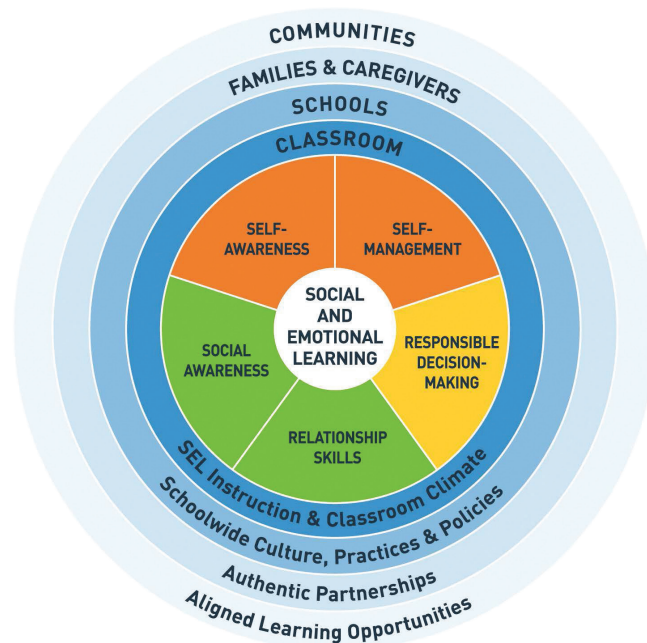 COMMUNITIES
FAMILIES & CAREGIVERS
SCHOOLS
CLASSROOM
SELF-
AWARENESS
SELF-
MANAGEMENT
SOCIAL
AND
EMOTIONAL
LEARNING
SOCIAL
AWARENESS
RESPONSIBLE
DECISION-
MAKING
RELATIONSHIP
SKILLS
SEL Instruction & Classroom Climate
Schoolwide Culture, Practices & Policies
Authentic Partnerships
Aligned Learning Opportunities